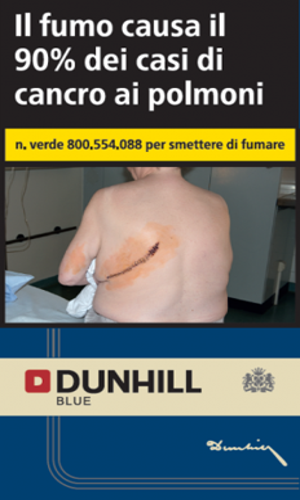 Il fumo causa il
90% dei casi di
cancro ai polmoni
n. verde 800.554.088 per smettere di fumare
DUNHILL
BLUE
Dunhill